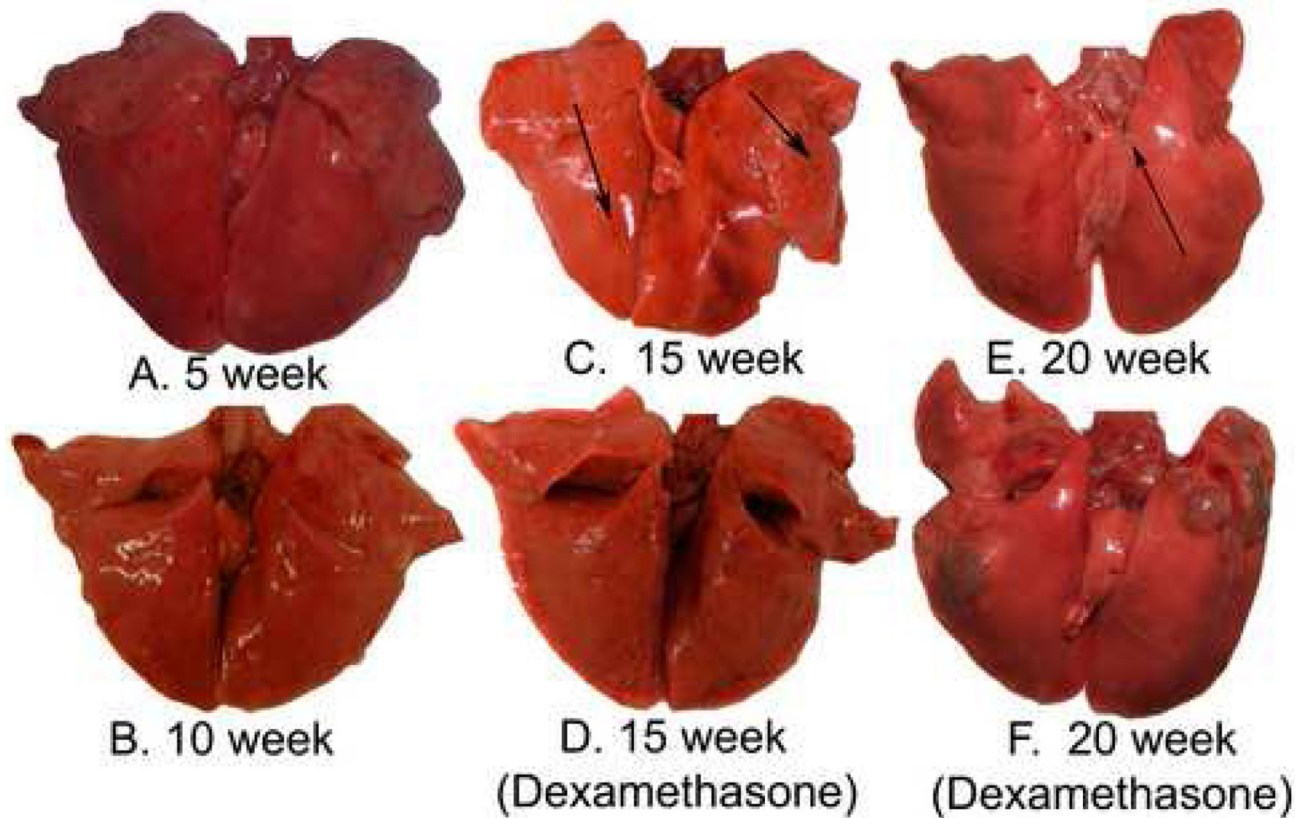 A. 5 week
C. 15 week
E. 20 week
B. 10 week
D. 15 week
(Dexamethasone)
F. 20 week
(Dexamethasone)